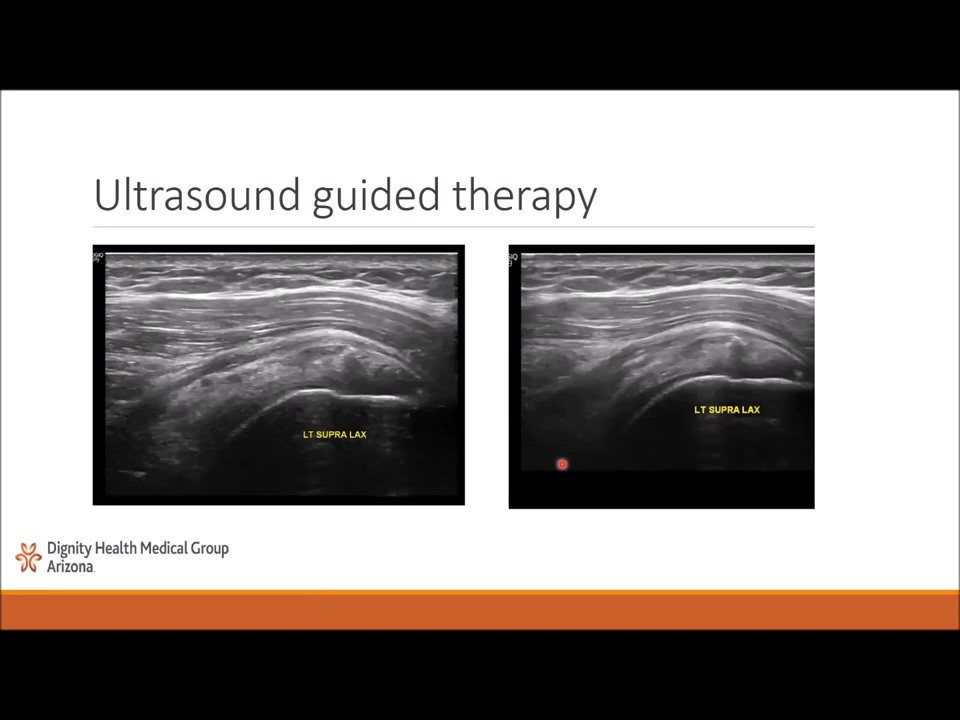 Ultrasound guided therapy
LT SUPRA LAX
LT SUPRA LAX
Dignity Health Medical Group
Arizona.